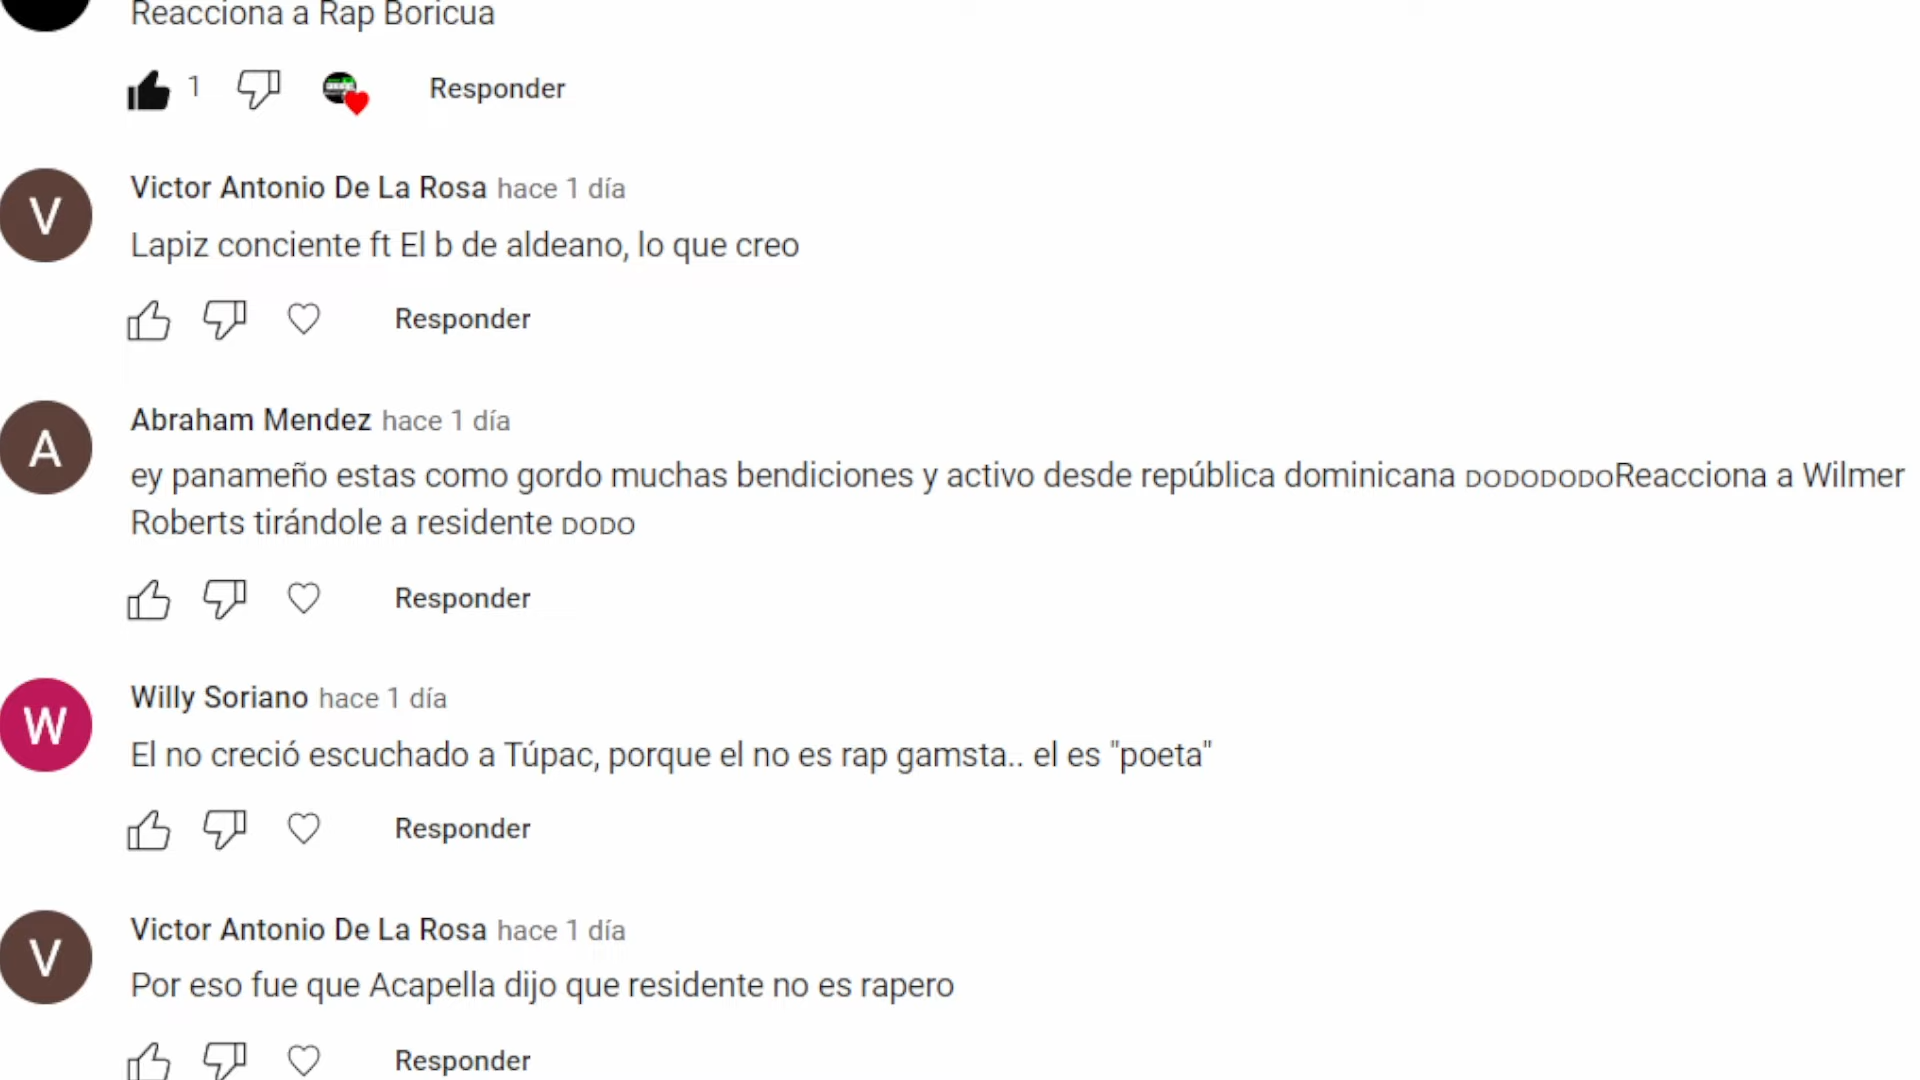 Reacciona a Rap Boricua
1 Responder
V Victor Antonio De La Rosa hace 1 día
Lapiz conciente ft El b de aldeano, lo que creo
Responder
A Abraham Mendez hace 1 día
ey panameño estas como gordo muchas bendiciones y activo desde república dominicana DODODODOReacciona a Wilmer
Roberts tirándole a residente DODO
Responder
W Willy Soriano hace 1 día
El no creció escuchado a Túpac, porque el no es rap gamsta.. el es "poeta"
Responder
V Victor Antonio De La Rosa hace 1 día
Por eso fue que Acapella dijo que residente no es rapero
Responder